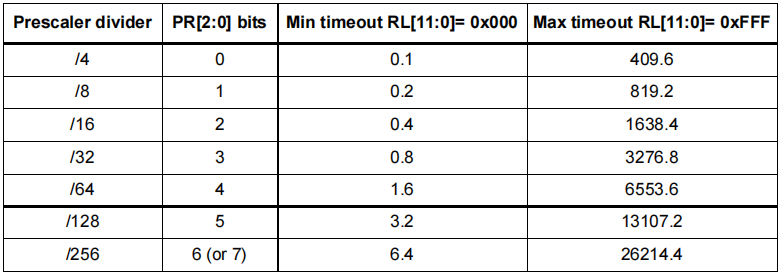 Prescaler divider PR[2:0] bits Min timeout RL[11:0]= 0x000 Max timeout RL[11:0]= 0xFFF
/4 0 0.1 409.6
/8 1 0.2 819.2
/16 2 0.4 1638.4
/32 3 0.8 3276.8
/64 4 1.6 6553.6
/128 5 3.2 13107.2
/256 6 (or 7) 6.4 26214.4